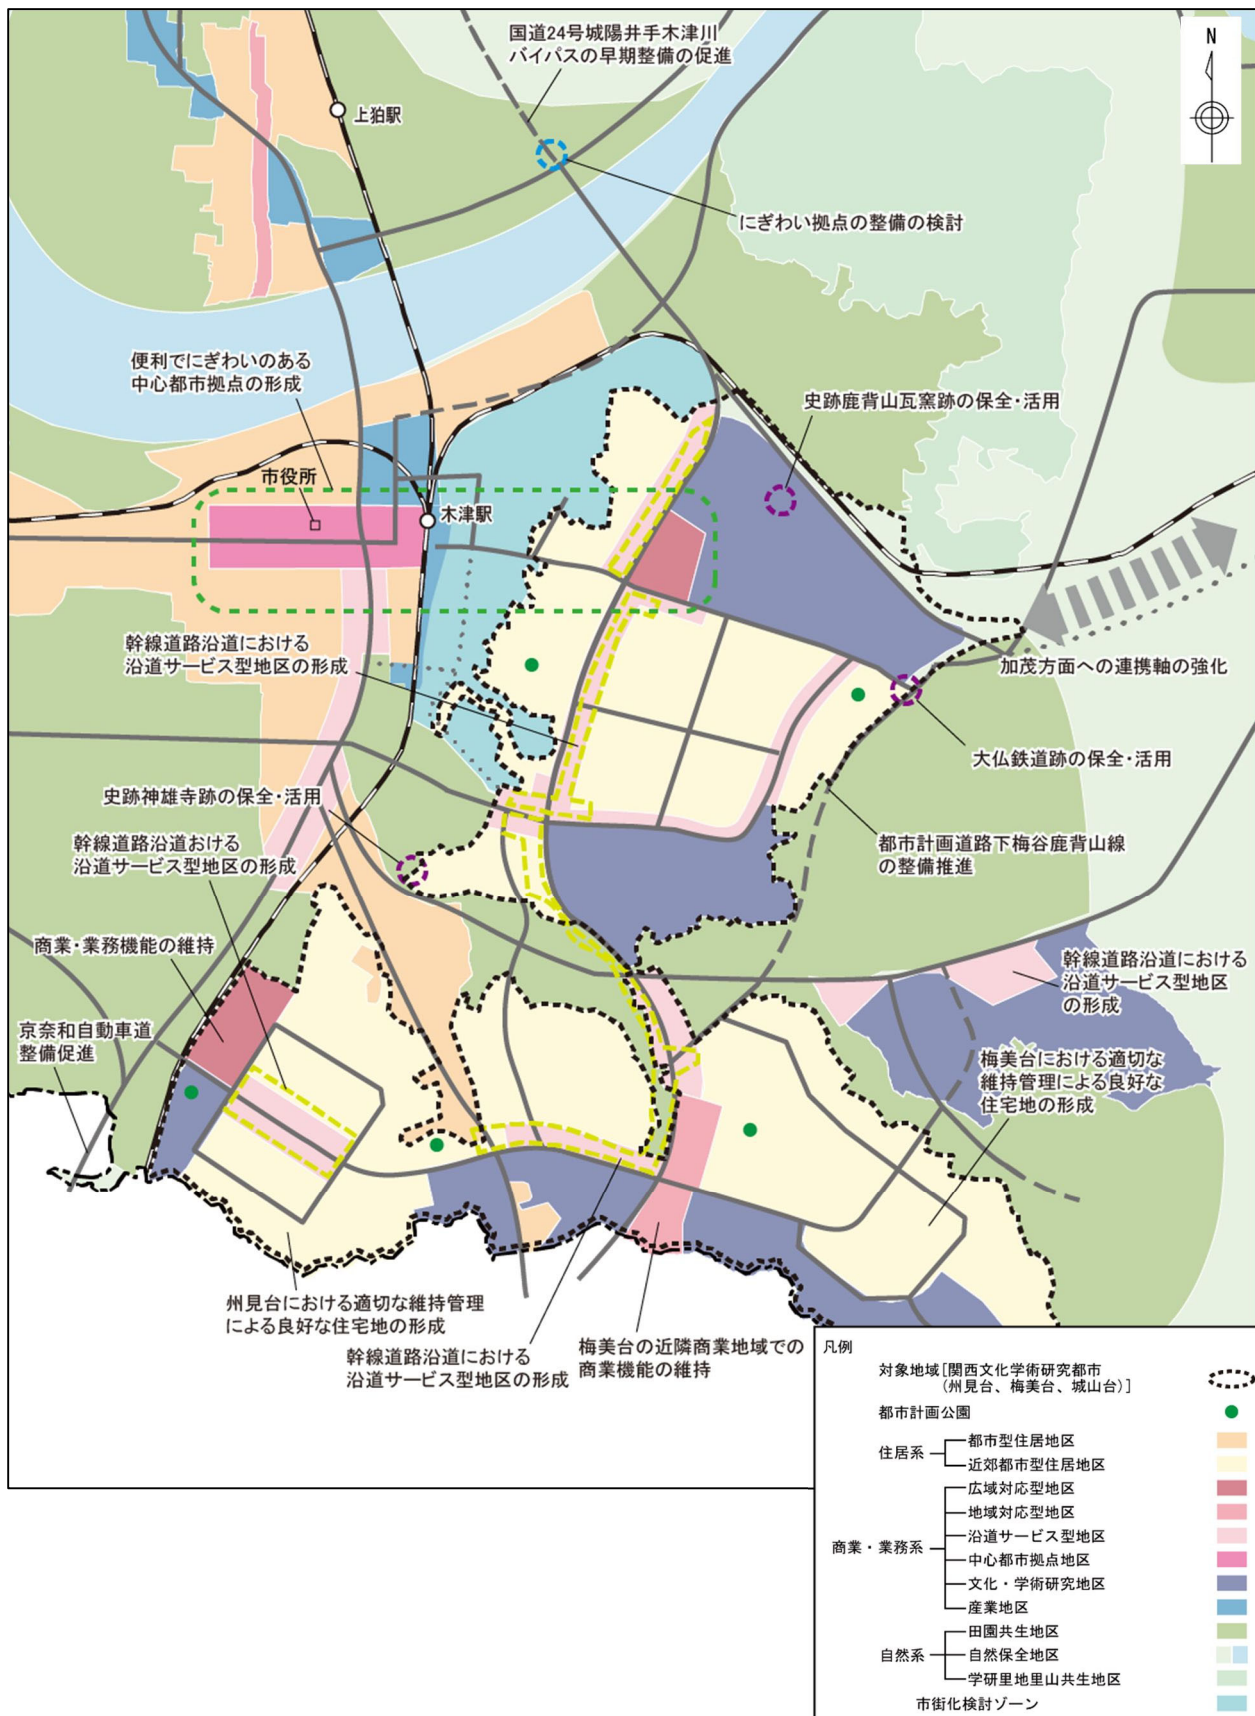 国道24号城陽井手木津川
バイパスの早期整備の促進
N
上狛駅
にぎわい拠点の整備の検討
便利でにぎわいのある
中心都市拠点の形成
史跡鹿背山瓦窯跡の保全・活用
市役所
木津駅
幹線道路沿道における
沿道サービス型地区の形成
加茂方面への連携軸の強化
大仏鉄道跡の保全・活用
史跡神雄寺跡の保全・活用
幹線道路沿道おける
沿道サービス型地区の形成
都市計画道路下梅谷鹿背山線
の整備推進
商業・業務機能の維持
幹線道路沿道における
沿道サービス型地区
の形成
京奈和自動車道
整備促進
梅美台における適切な
維持管理による良好な
住宅地の形成
州見台における適切な維持管理
による良好な住宅地の形成
幹線道路沿道における
沿道サービス型地区の形成
梅美台の近隣商業地域での
商業機能の維持
凡例
対象地域[関西文化学術研究都市
(州見台、梅美台、城山台)]
都市計画公園
住居系
都市型住居地区
近郊都市型住居地区
商業・業務系
広域対応型地区
地域対応型地区
沿道サービス型地区
中心都市拠点地区
文化・学術研究地区
産業地区
自然系
田園共生地区
自然保全地区
学研里地里山共生地区
市街化検討ゾーン